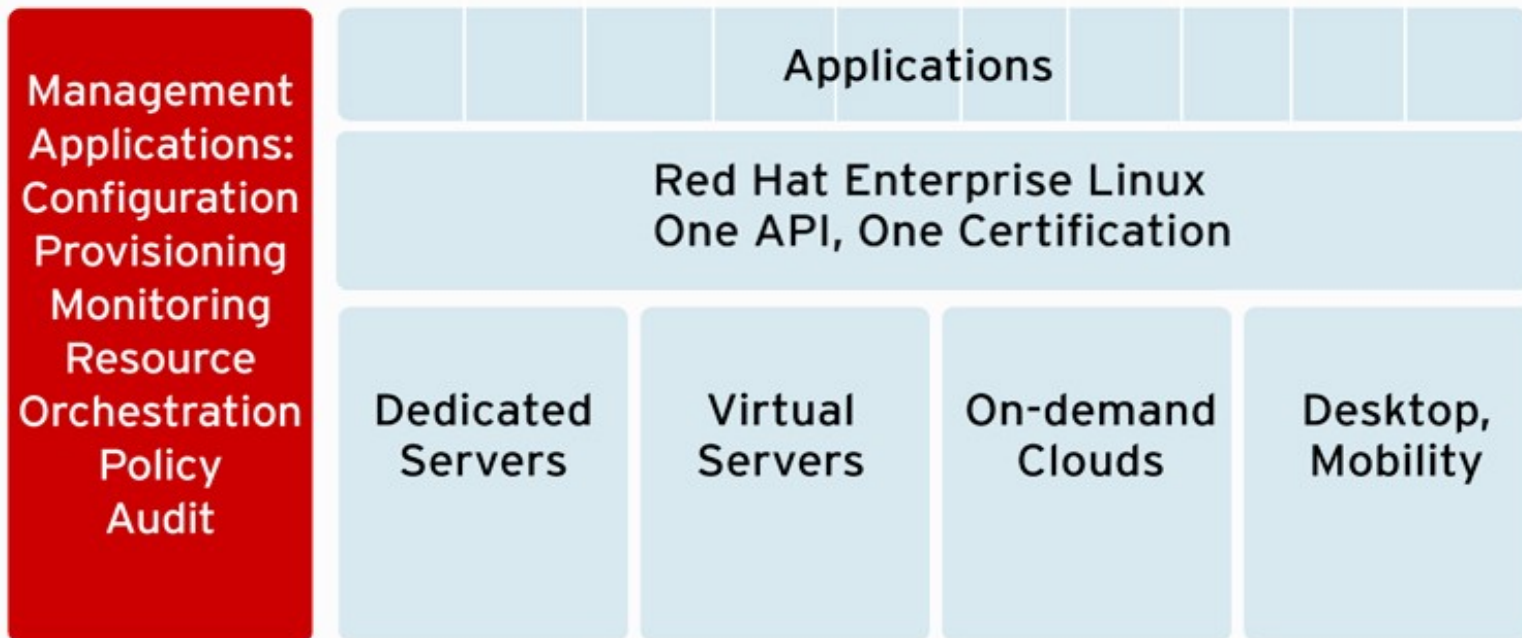 Management
Applications:
Configuration
Provisioning
Monitoring
Resource
Orchestration
Policy
Audit
Applications
Red Hat Enterprise Linux
One API, One Certification
Dedicated
Servers
Virtual
Servers
On-demand
Clouds
Desktop,
Mobility